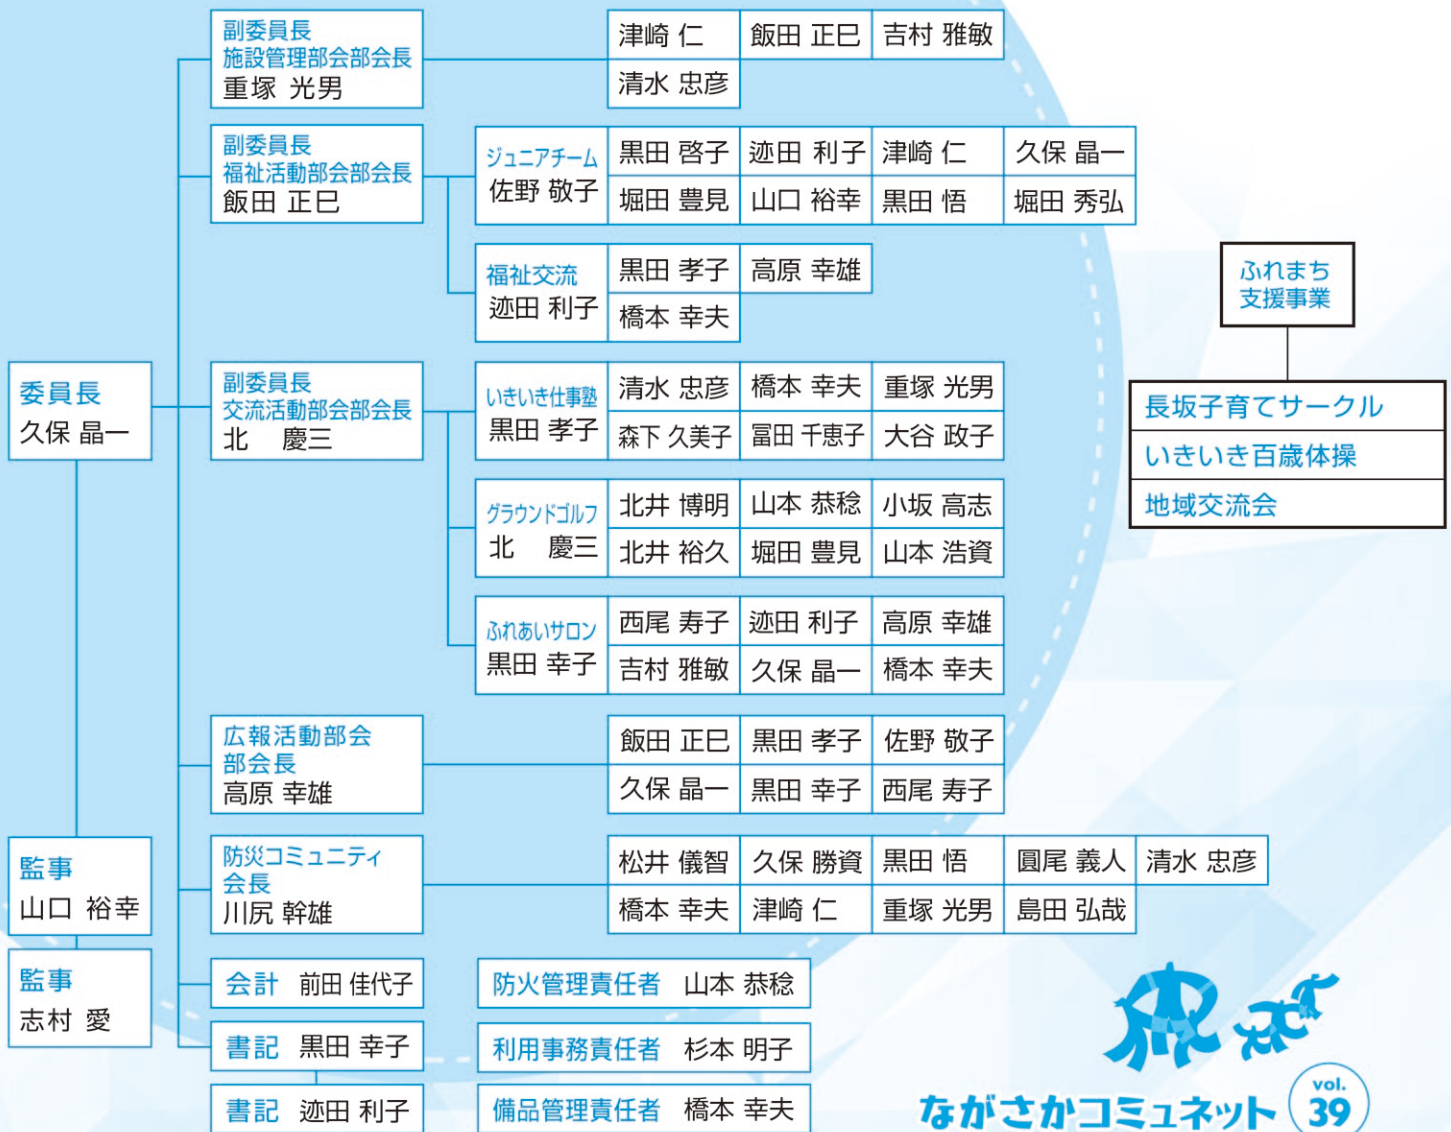 委員長
久保 晶一
監事
山口 裕幸
監事
志村 愛
副委員長
施設管理部会部会長
重塚 光男
津崎 仁 飯田 正巳 吉村 雅敏
清水 忠彦
副委員長
福祉活動部会部会長
飯田 正巳
ジュニアチーム
佐野 敬子
黒田 啓子 迹田 利子 津崎 仁 久保 晶一
堀田 豊見 山口 裕幸 黒田 悟 堀田 秀弘
福祉交流
迹田 利子
黒田 孝子 高原 幸雄
橋本 幸夫
副委員長
交流活動部会部会長
北 慶三
いきいき仕事塾
黒田 孝子
清水 忠彦 橋本 幸夫 重塚 光男
森下 久美子 冨田 千恵子 大谷 政子
グラウンドゴルフ
北 慶三
北井 博明 山本 恭稔 小坂 高志
北井 裕久 堀田 豊見 山本 浩資
ふれあいサロン
黒田 幸子
西尾 寿子 迹田 利子 高原 幸雄
吉村 雅敏 久保 晶一 橋本 幸夫
広報活動部会
部会長
高原 幸雄
飯田 正巳 黒田 孝子 佐野 敬子
久保 晶一 黒田 幸子 西尾 寿子
防災コミュニティ
会長
川尻 幹雄
松井 儀智 久保 勝資 黒田 悟 圓尾 義人 清水 忠彦
橋本 幸夫 津崎 仁 重塚 光男 島田 弘哉
会計 前田 佳代子
書記 黒田 幸子
書記 迹田 利子
防火管理責任者 山本 恭稔
利用事務責任者 杉本 明子
備品管理責任者 橋本 幸夫
ふれまち
支援事業
長坂子育てサークル
いきいき百歳体操
地域交流会
ながさかコミュネット
vol.
39